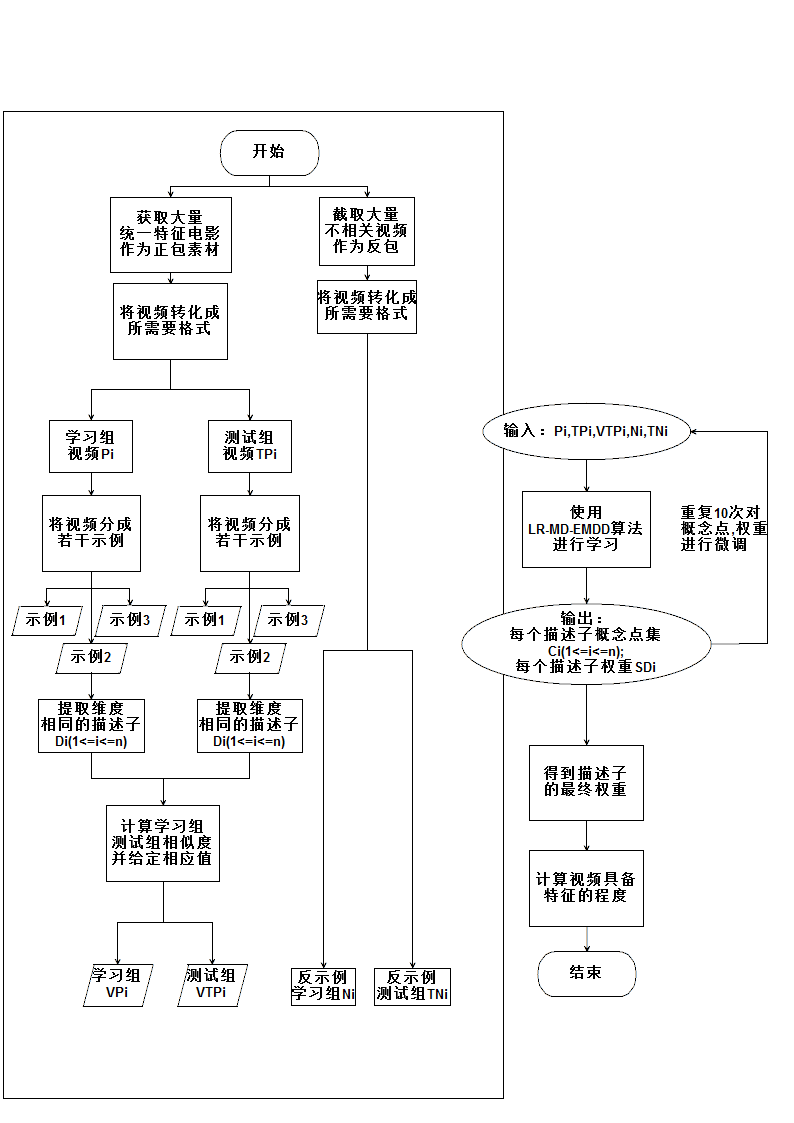 开始
获取大量
统一特征电影
作为正包素材
截取大量
不相关视频
作为反包
将视频转化成
所需要格式
将视频转化成
所需要格式
学习组
视频Pi
测试组
视频TPi
将视频分成
若干示例
将视频分成
若干示例
示例1
示例3
示例2
示例1
示例3
示例2
提取维度
相同的描述子
Di(1<=i<=n)
提取维度
相同的描述子
Di(1<=i<=n)
计算学习组
测试组相似度
并给定相应值
学习组
VPi
测试组
VTPi
反示例
学习组Ni
反示例
测试组TNi
输入：Pi,TPi,VTPi,Ni,TNi
使用
LR-MD-EMDD算法
进行学习
重复10次对
概念点,权重
进行微调
输出：
每个描述子概念点集
Ci(1<=i<=n);
每个描述子权重SDi
得到描述子
的最终权重
计算视频具备
特征的程度
结束